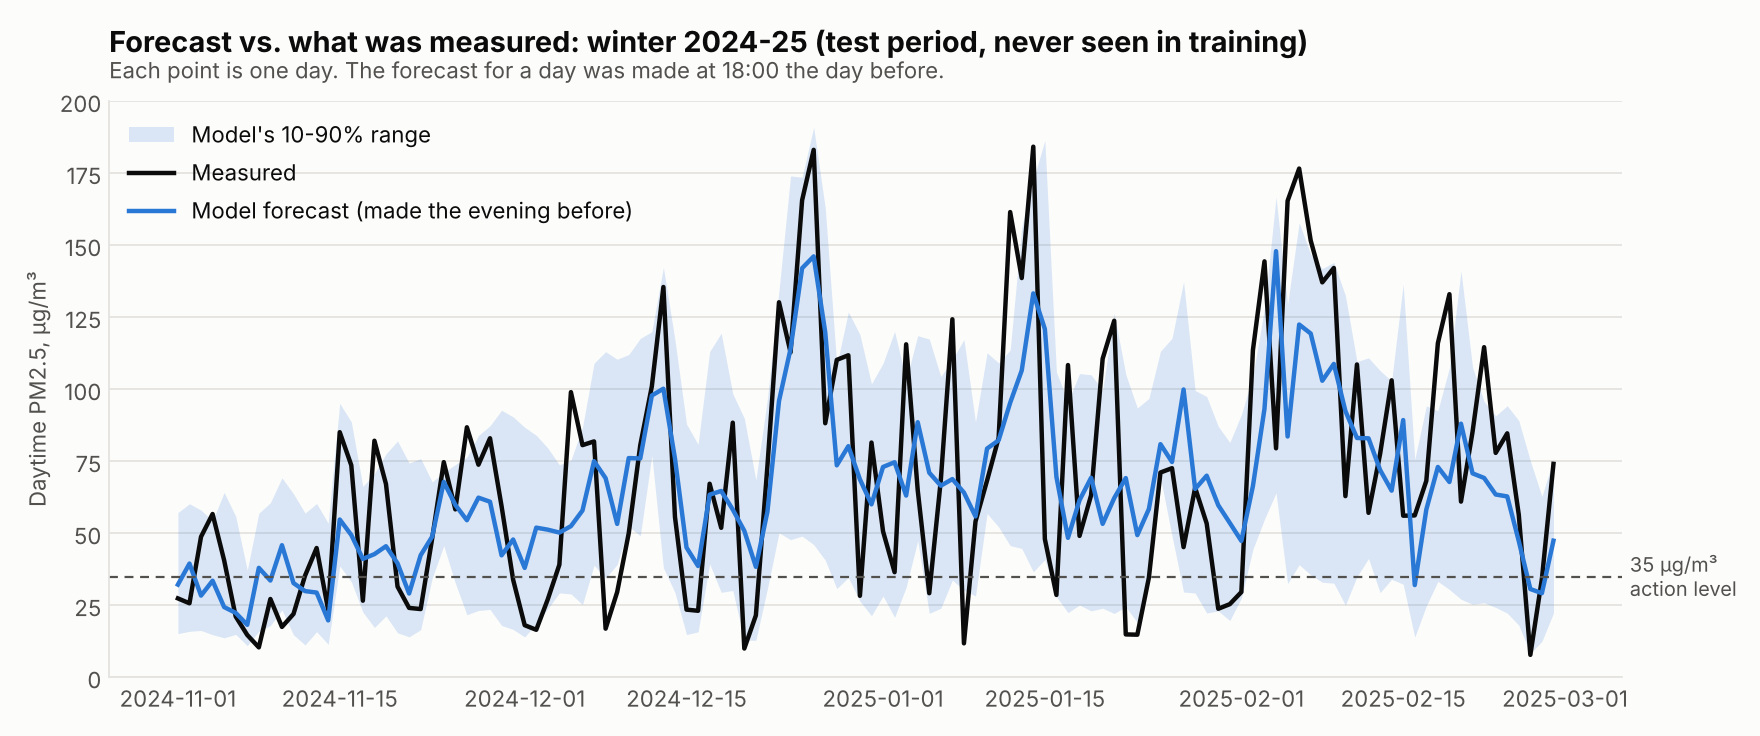 Forecast vs. what was measured: winter 2024-25 (test period, never seen in training)
Each point is one day. The forecast for a day was made at 18:00 the day before.
Model's 10-90% range
Measured
Model forecast (made the evening before)
Daytime PM2.5, µg/m³
200
175
150
125
100
75
50
25
0
35 µg/m³
action level
2024-11-01
2024-11-15
2024-12-01
2024-12-15
2025-01-01
2025-01-15
2025-02-01
2025-02-15
2025-03-01